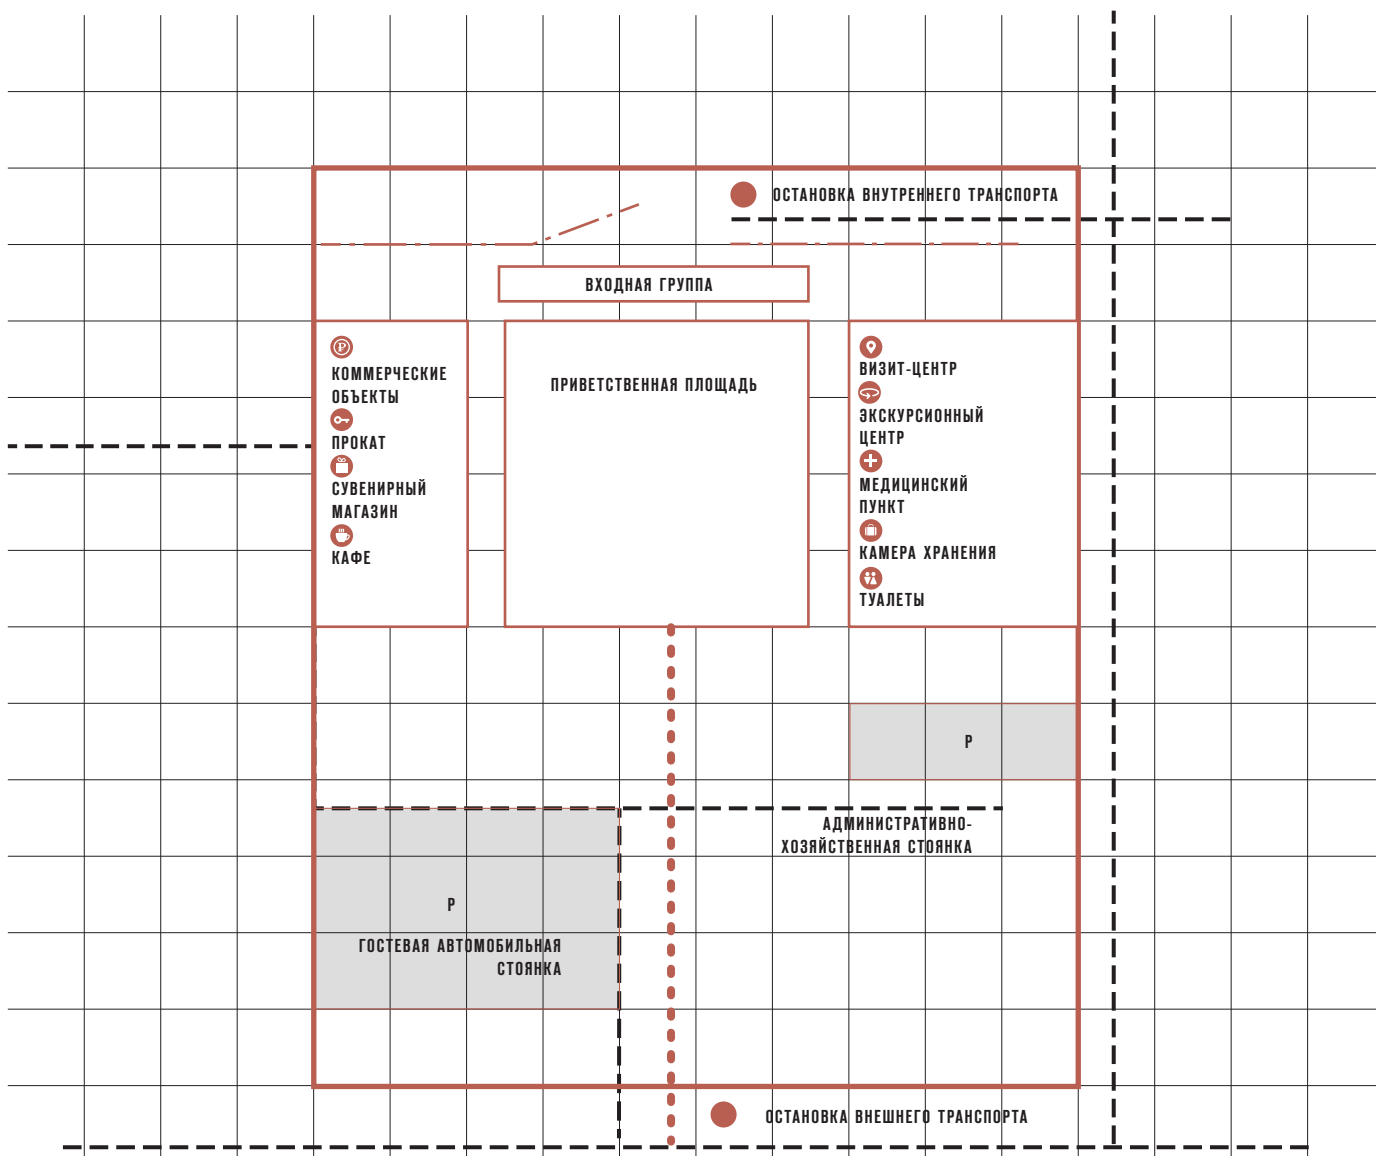 ОСТАНОВКА ВНУТРЕННЕГО ТРАНСПОРТА
ВХОДНАЯ ГРУППА
КОММЕРЧЕСКИЕ
ОБЪЕКТЫ
ПРОКАТ
СУВЕНИРНЫЙ
МАГАЗИН
КАФЕ
ПРИВЕТСТВЕННАЯ ПЛОЩАДЬ
ВИЗИТ-ЦЕНТР
ЭКСКУРСИОННЫЙ
ЦЕНТР
МЕДИЦИНСКИЙ
ПУНКТ
КАМЕРА ХРАНЕНИЯ
ТУАЛЕТЫ
Р
АДМИНИСТРАТИВНО-
ХОЗЯЙСТВЕННАЯ СТОЯНКА
Р
ГОСТЕВАЯ АВТОМОБИЛЬНАЯ
СТОЯНКА
ОСТАНОВКА ВНЕШНЕГО ТРАНСПОРТА